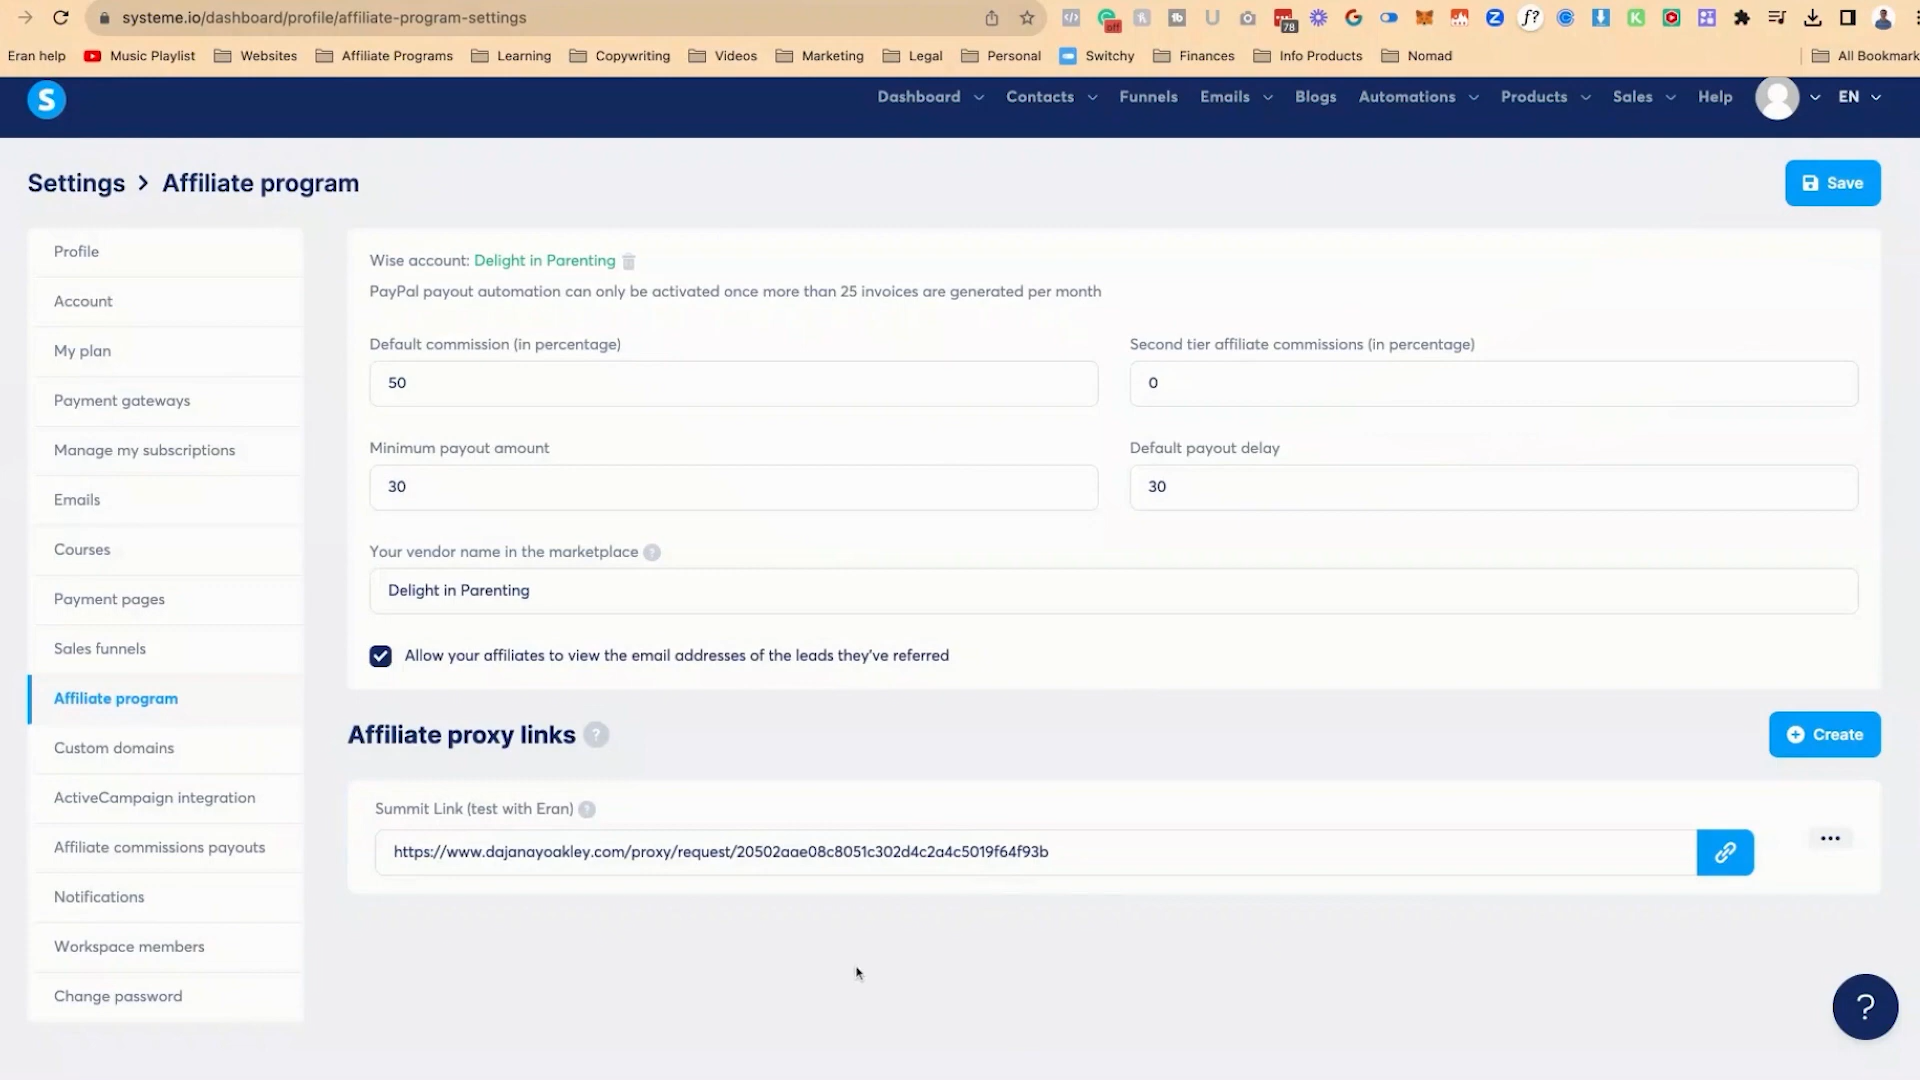 systeme.io/dashboard/profile/affiliate-program-settings
off
78
f?
Eran help
Music Playlist
Websites
Affiliate Programs
Learning
Copywriting
Videos
Marketing
Legal
Personal
Switchy
Finances
Info Products
Nomad
All Bookmark
S
Dashboard
Contacts
Funnels
Emails
Blogs
Automations
Products
Sales
Help
EN
Settings > Affiliate program
Save
Profile
Account
My plan
Payment gateways
Manage my subscriptions
Emails
Courses
Payment pages
Sales funnels
Affiliate program
Custom domains
ActiveCampaign integration
Affiliate commissions payouts
Notifications
Workspace members
Change password
Wise account: Delight in Parenting
PayPal payout automation can only be activated once more than 25 invoices are generated per month
Default commission (in percentage)
50
Second tier affiliate commissions (in percentage)
0
Minimum payout amount
30
Default payout delay
30
Your vendor name in the marketplace ?
Delight in Parenting
Allow your affiliates to view the email addresses of the leads they've referred
Affiliate proxy links ?
Create
Summit Link (test with Eran) ?
https://www.dajanayoakley.com/proxy/request/20502aae08c8051c302d4c2a4c5019f64f93b
?